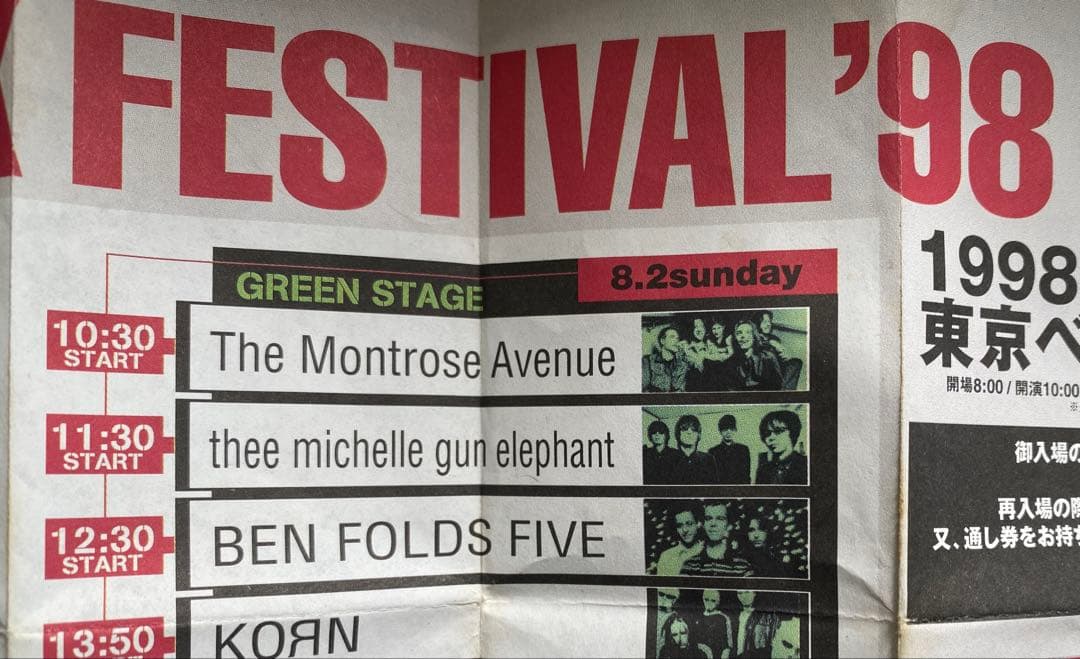 FESTIVAL ’98
GREEN STAGE 8.2sunday
10:30 START The Montrose Avenue
11:30 START thee michelle gun elephant
12:30 START BEN FOLDS FIVE
13:50 KOЯN
1998
東京ベ
開場8:00 / 開演10:00
※
御入場の
再入場の際
又、通し券をお持ち